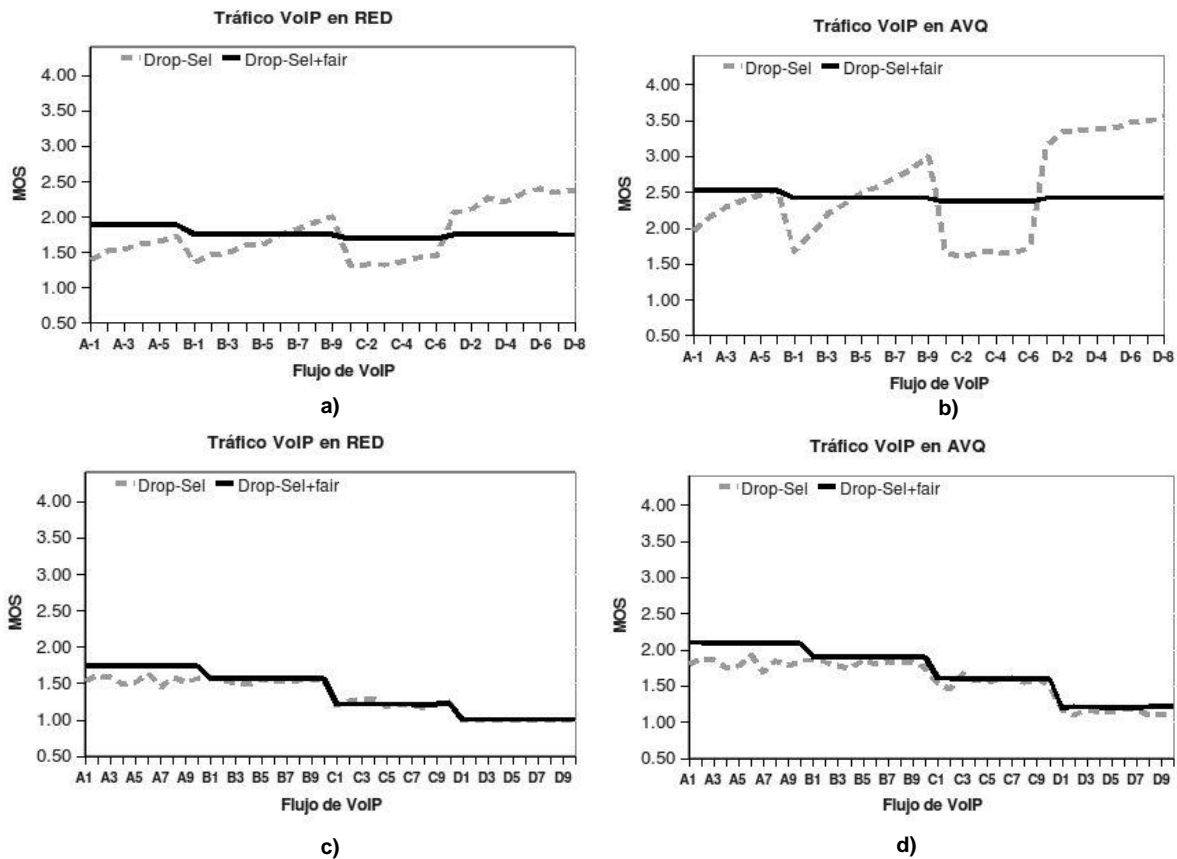 Tráfico VoIP en RED
Drop-Sel Drop-Sel+fair
4.00
3.50
3.00
2.50
2.00
1.50
1.00
0.50
MOS
A-1 A-3 A-5 B-1 B-3 B-5 B-7 B-9 C-2 C-4 C-6 D-2 D-4 D-6 D-8
Flujo de VoIP
a)
Tráfico VoIP en AVQ
Drop-Sel Drop-Sel+fair
4.00
3.50
3.00
2.50
2.00
1.50
1.00
0.50
MOS
A-1 A-3 A-5 B-1 B-3 B-5 B-7 B-9 C-2 C-4 C-6 D-2 D-4 D-6 D-8
Flujo de VoIP
b)
Tráfico VoIP en RED
Drop-Sel Drop-Sel+fair
4.00
3.50
3.00
2.50
2.00
1.50
1.00
0.50
MOS
A1 A3 A5 A7 A9 B1 B3 B5 B7 B9 C1 C3 C5 C7 C9 D1 D3 D5 D7 D9
Flujo de VoIP
c)
Tráfico VoIP en AVQ
Drop-Sel Drop-Sel+fair
4.00
3.50
3.00
2.50
2.00
1.50
1.00
0.50
MOS
A1 A3 A5 A7 A9 B1 B3 B5 B7 B9 C1 C3 C5 C7 C9 D1 D3 D5 D7 D9
Flujo de VoIP
d)